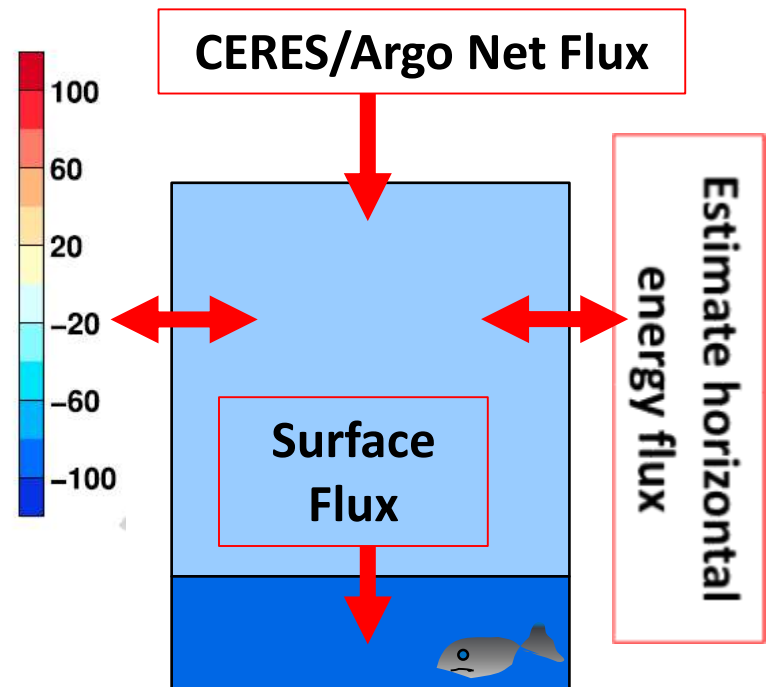 CERES/Argo Net Flux
100
60
20
−20
−60
−100
Surface
Flux
Estimate horizontal
energy flux